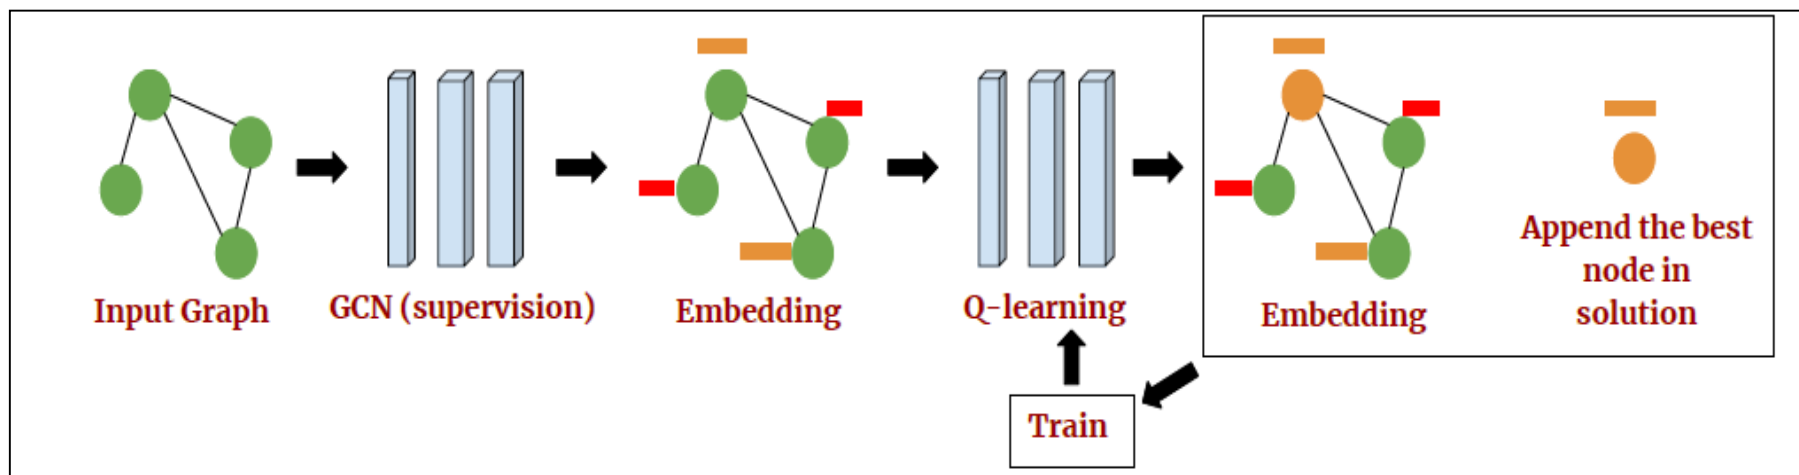 Input Graph
GCN (supervision)
Embedding
Q-learning
Embedding
Append the best
node in
solution
Train